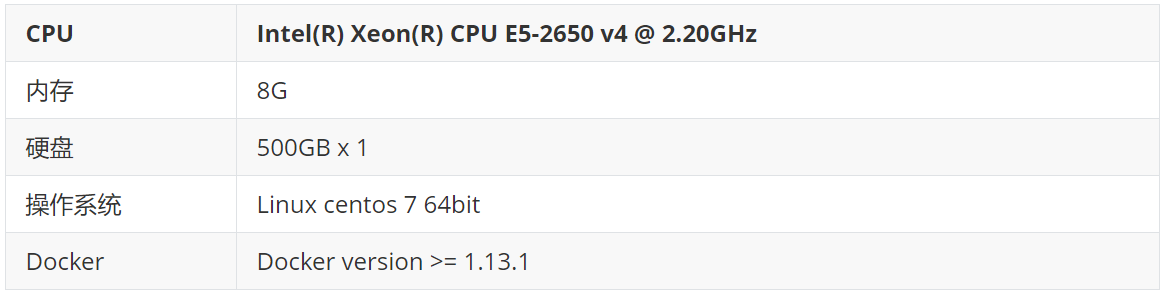 CPU Intel(R) Xeon(R) CPU E5-2650 v4 @ 2.20GHz
内存 8G
硬盘 500GB x 1
操作系统 Linux centos 7 64bit
Docker Docker version >= 1.13.1